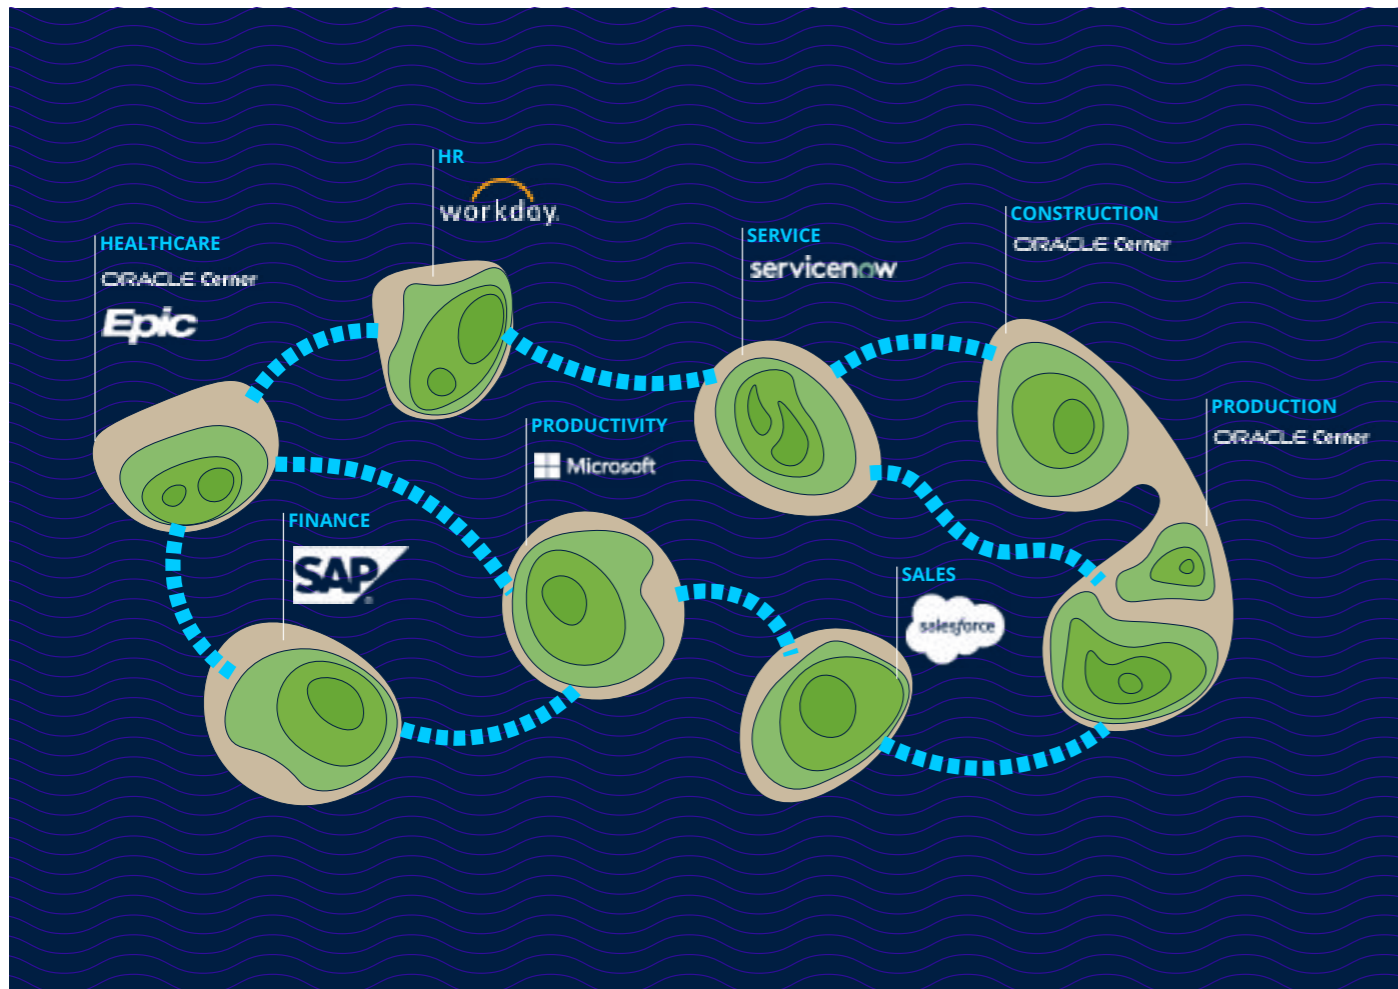 HR
workday.
HEALTHCARE
ORACLE Cerner
Epic
SERVICE
servicenow
CONSTRUCTION
ORACLE Cerner
PRODUCTION
ORACLE Cerner
PRODUCTIVITY
Microsoft
FINANCE
SAP
SALES
salesforce